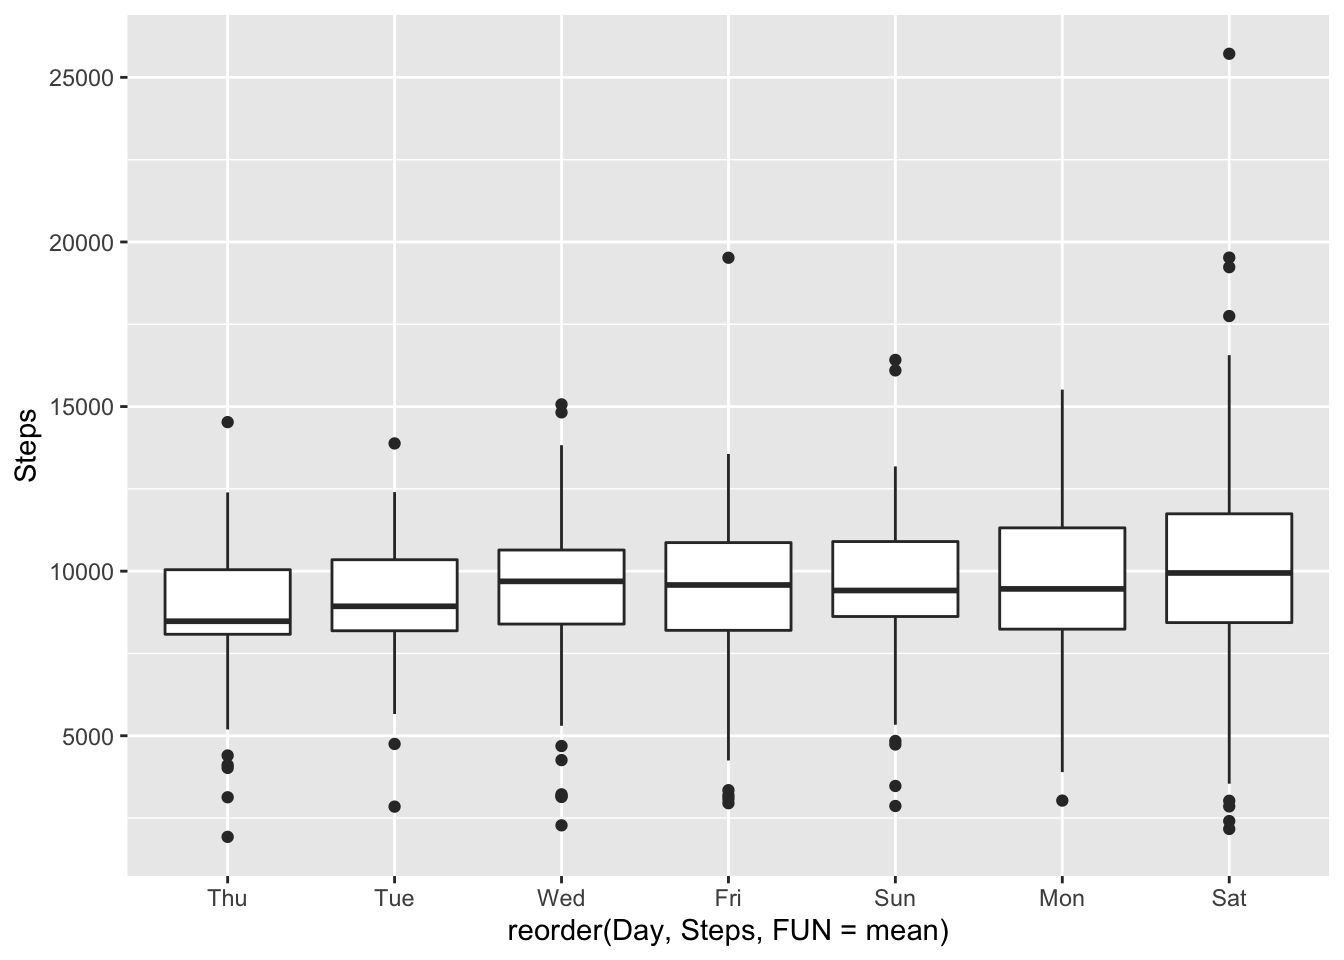 25000
20000
15000
10000
5000
Steps
Thu Tue Wed Fri Sun Mon Sat
reorder(Day, Steps, FUN = mean)